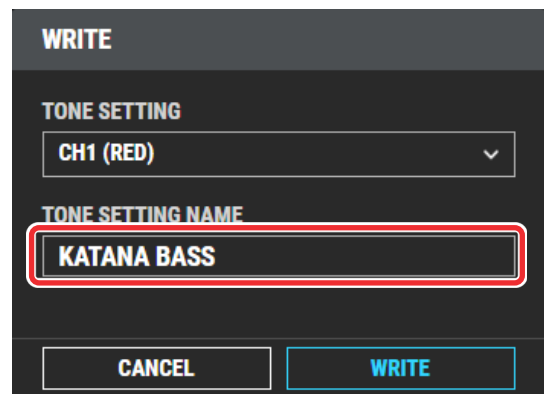 WRITE
TONE SETTING
CH1 (RED)
TONE SETTING NAME
KATANA BASS
CANCEL WRITE